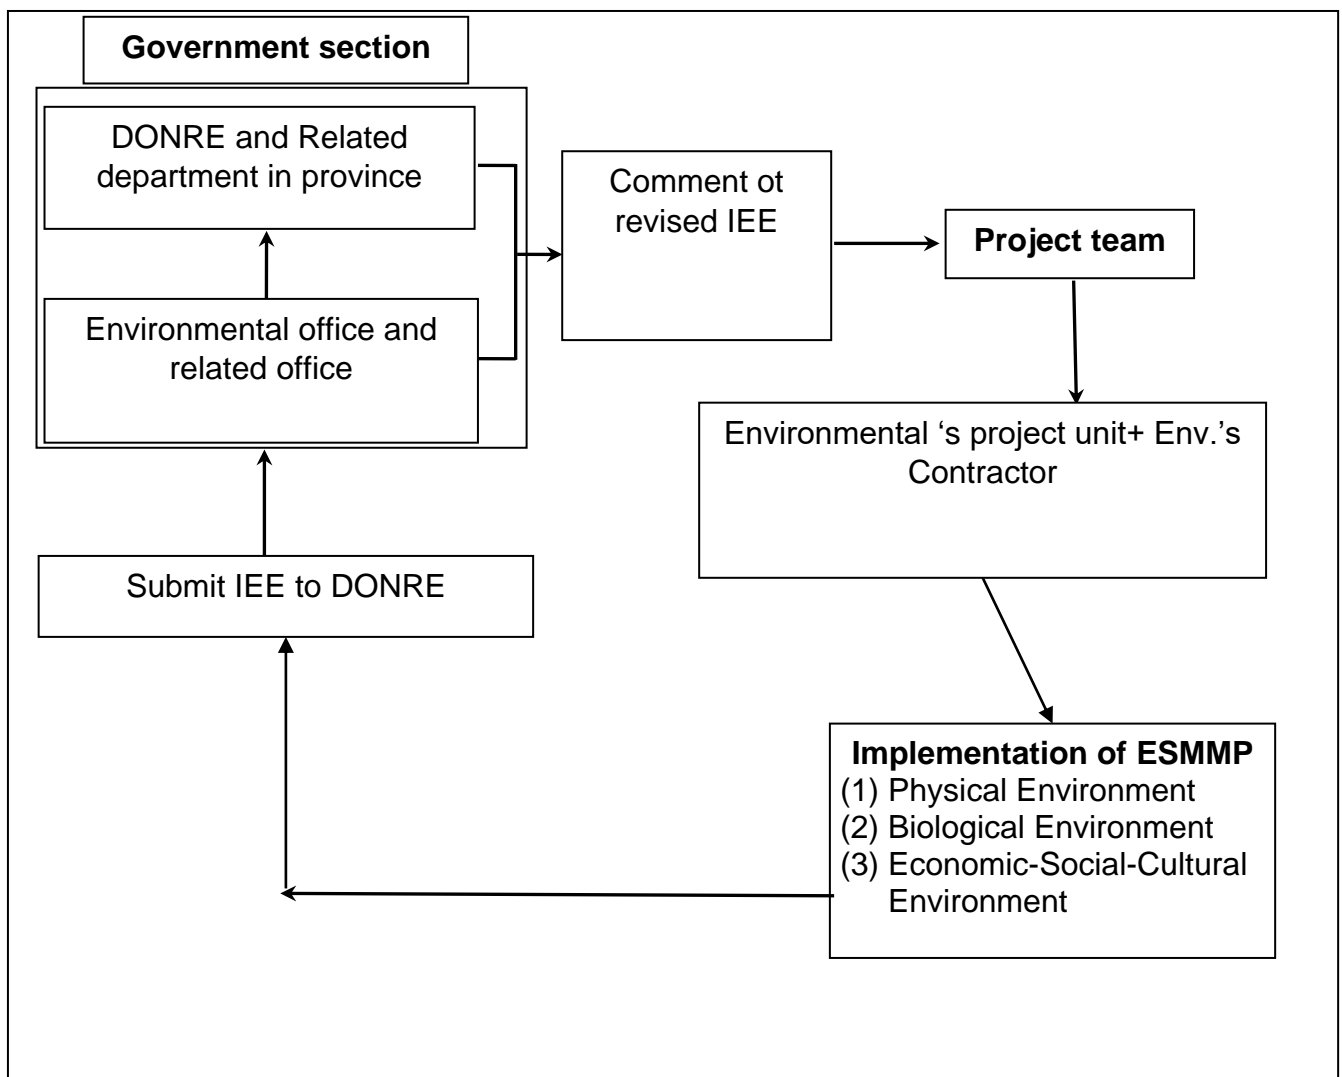 Government section
DONRE and Related
department in province
Environmental office and
related office
Comment ot
revised IEE
Project team
Environmental ‘s project unit+ Env.’s
Contractor
Submit IEE to DONRE
Implementation of ESMMP
(1) Physical Environment
(2) Biological Environment
(3) Economic-Social-Cultural
Environment